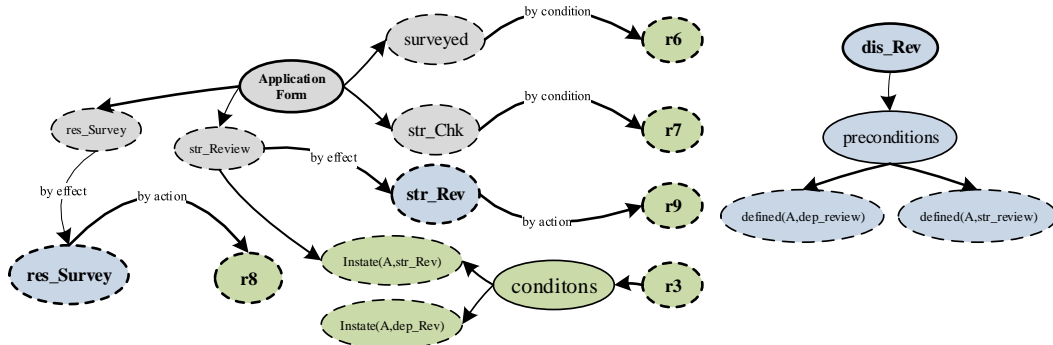 by condition
surveyed
r6
dis_Rev
Application
Form
res_Survey
by condition
str_Chk
r7
preconditions
str_Review
by effect
by effect
str_Rev
by action
r9
by action
defined(A,dep_review)
defined(A,str_review)
res_Survey
r8
Instate(A,str_Rev)
conditons
r3
Instate(A,dep_Rev)